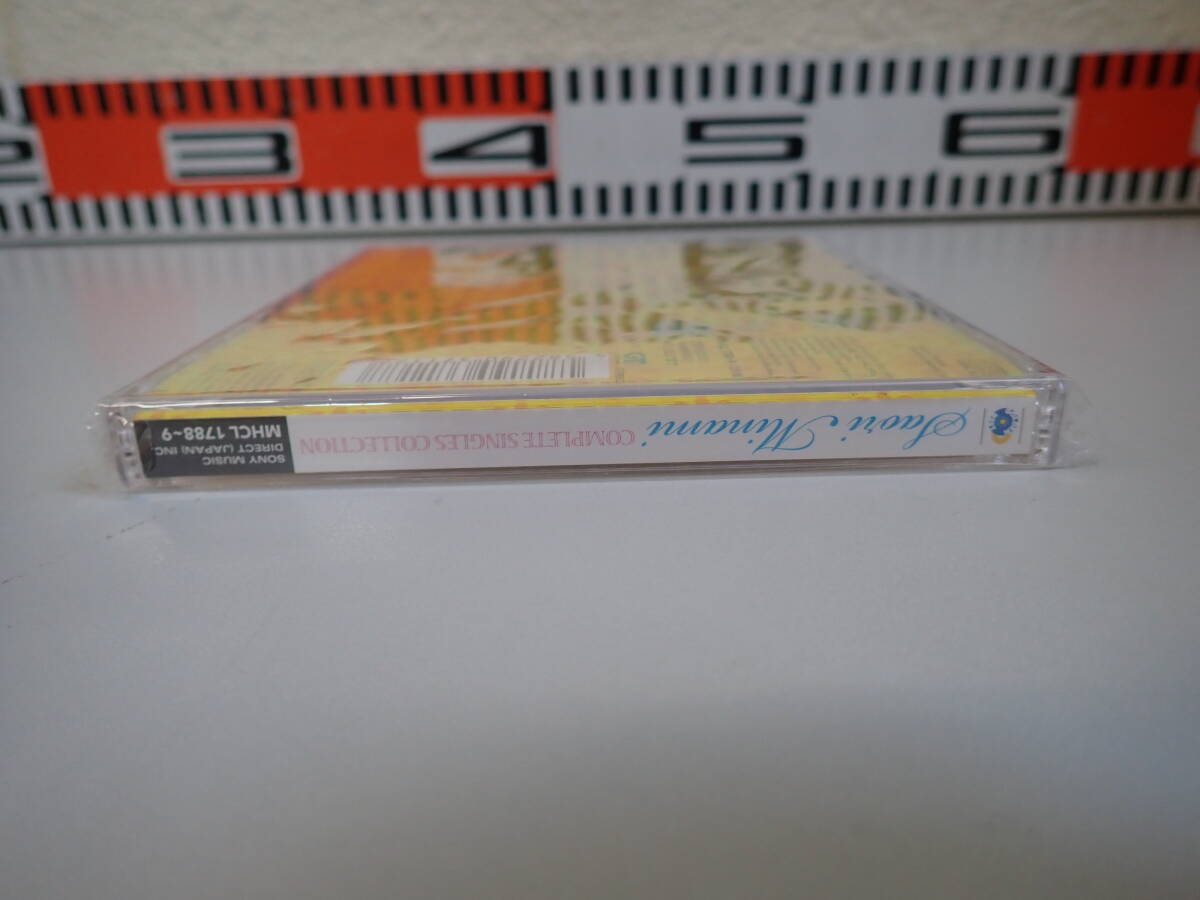 2 3 4 5 6
Saori Minami COMPLETE SINGLES COLLECTION
SONY MUSIC
DIRECT (JAPAN) INC.
MHCL 1788~9